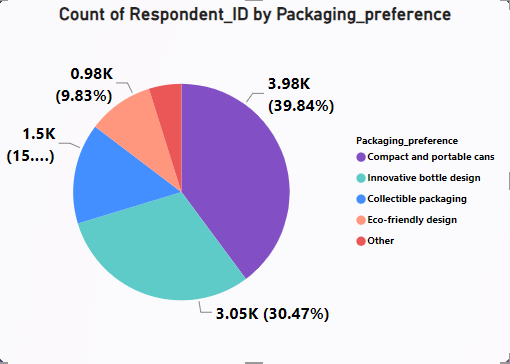 Count of Respondent_ID by Packaging_preference
0.98K
(9.83%)
3.98K
(39.84%)
1.5K
(15....)
3.05K (30.47%)
Packaging_preference
Compact and portable cans
Innovative bottle design
Collectible packaging
Eco-friendly design
Other